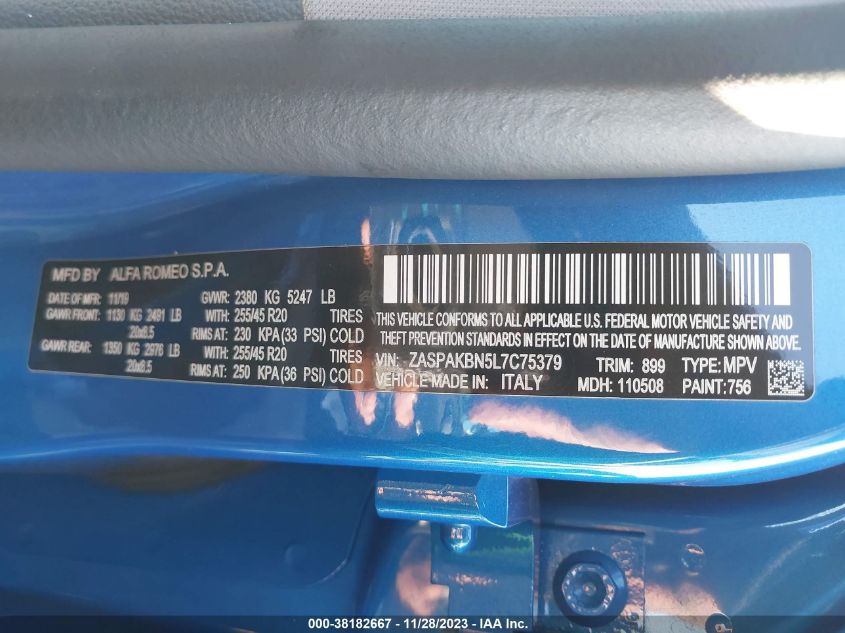 MFD BY ALFA ROMEO S.P.A.
DATE OF MFR: 11/19 GVWR: 2380 KG 5247 LB
GAWR FRONT: 1130 KG 2491 LB WITH: 255/45 R20 TIRES
20x8.5 RIMS AT: 230 KPA (33 PSI) COLD
GAWR REAR: 1350 KG 2976 LB WITH: 255/45 R20 TIRES
20x8.5 RIMS AT: 250 KPA (36 PSI) COLD
THIS VEHICLE CONFORMS TO ALL APPLICABLE U.S. FEDERAL MOTOR VEHICLE SAFETY AND
THEFT PREVENTION STANDARDS IN EFFECT ON THE DATE OF MANUFACTURE SHOWN ABOVE.
VIN: ZASPAKBN5L7C75379 TRIM: 899 TYPE: MPV
VEHICLE MADE IN: ITALY MDH: 110508 PAINT: 756
000-38182667 - 11/28/2023 - IAA Inc.